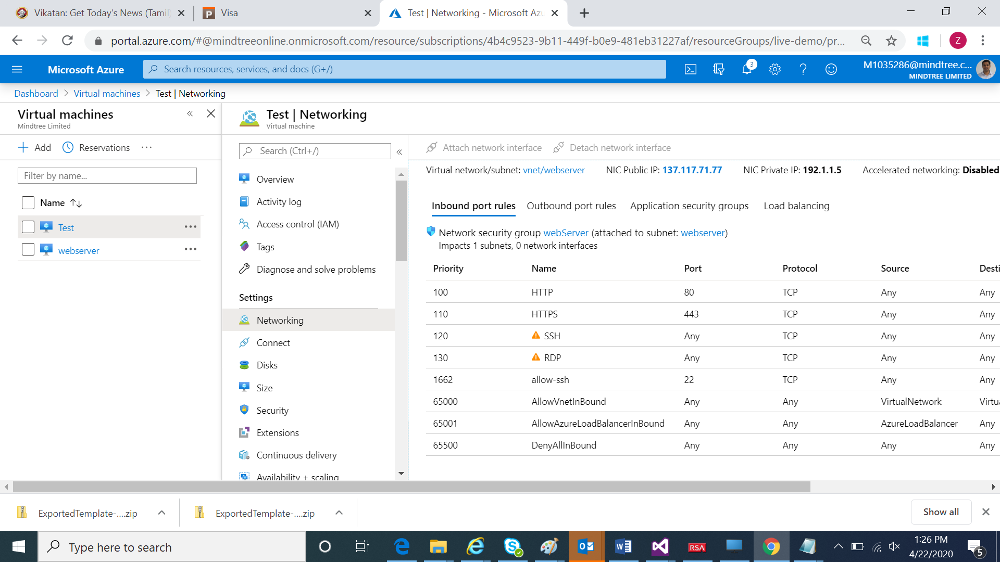 Vikatan: Get Today's News (Tamil)
Visa
Test | Networking - Microsoft Azu
portal.azure.com/#@mindtreeonline.onmicrosoft.com/resource/subscriptions/4b4c9523-9b11-449f-b0e9-481eb31227af/resourceGroups/live-demo/pr...
Z
Microsoft Azure
Search resources, services, and docs (G+/)
3
M1035286@mindtree.c...
MINDTREE LIMITED
Dashboard > Virtual machines > Test | Networking
Virtual machines
Mindtree Limited
Add
Reservations
Filter by name...
Name
Test
webserver
Test | Networking
Virtual machine
Search (Ctrl+/)
Overview
Activity log
Access control (IAM)
Tags
Diagnose and solve problems
Settings
Networking
Connect
Disks
Size
Security
Extensions
Continuous delivery
Availability + scaling
Attach network interface
Detach network interface
Virtual network/subnet: vnet/webserver NIC Public IP: 137.117.71.77 NIC Private IP: 192.1.1.5 Accelerated networking: Disabled
Inbound port rules Outbound port rules Application security groups Load balancing
Network security group webServer (attached to subnet: webserver)
Impacts 1 subnets, 0 network interfaces
Priority Name Port Protocol Source Desti
100 HTTP 80 TCP Any Any
110 HTTPS 443 TCP Any Any
120 SSH Any TCP Any Any
130 RDP Any TCP Any Any
1662 allow-ssh 22 TCP Any Any
65000 AllowVnetInBound Any Any VirtualNetwork Virtua
65001 AllowAzureLoadBalancerInBound Any Any AzureLoadBalancer Any
65500 DenyAllInBound Any Any Any Any
ExportedTemplate-....zip
ExportedTemplate-....zip
Show all
Type here to search
RSA
1:26 PM
4/22/2020
5